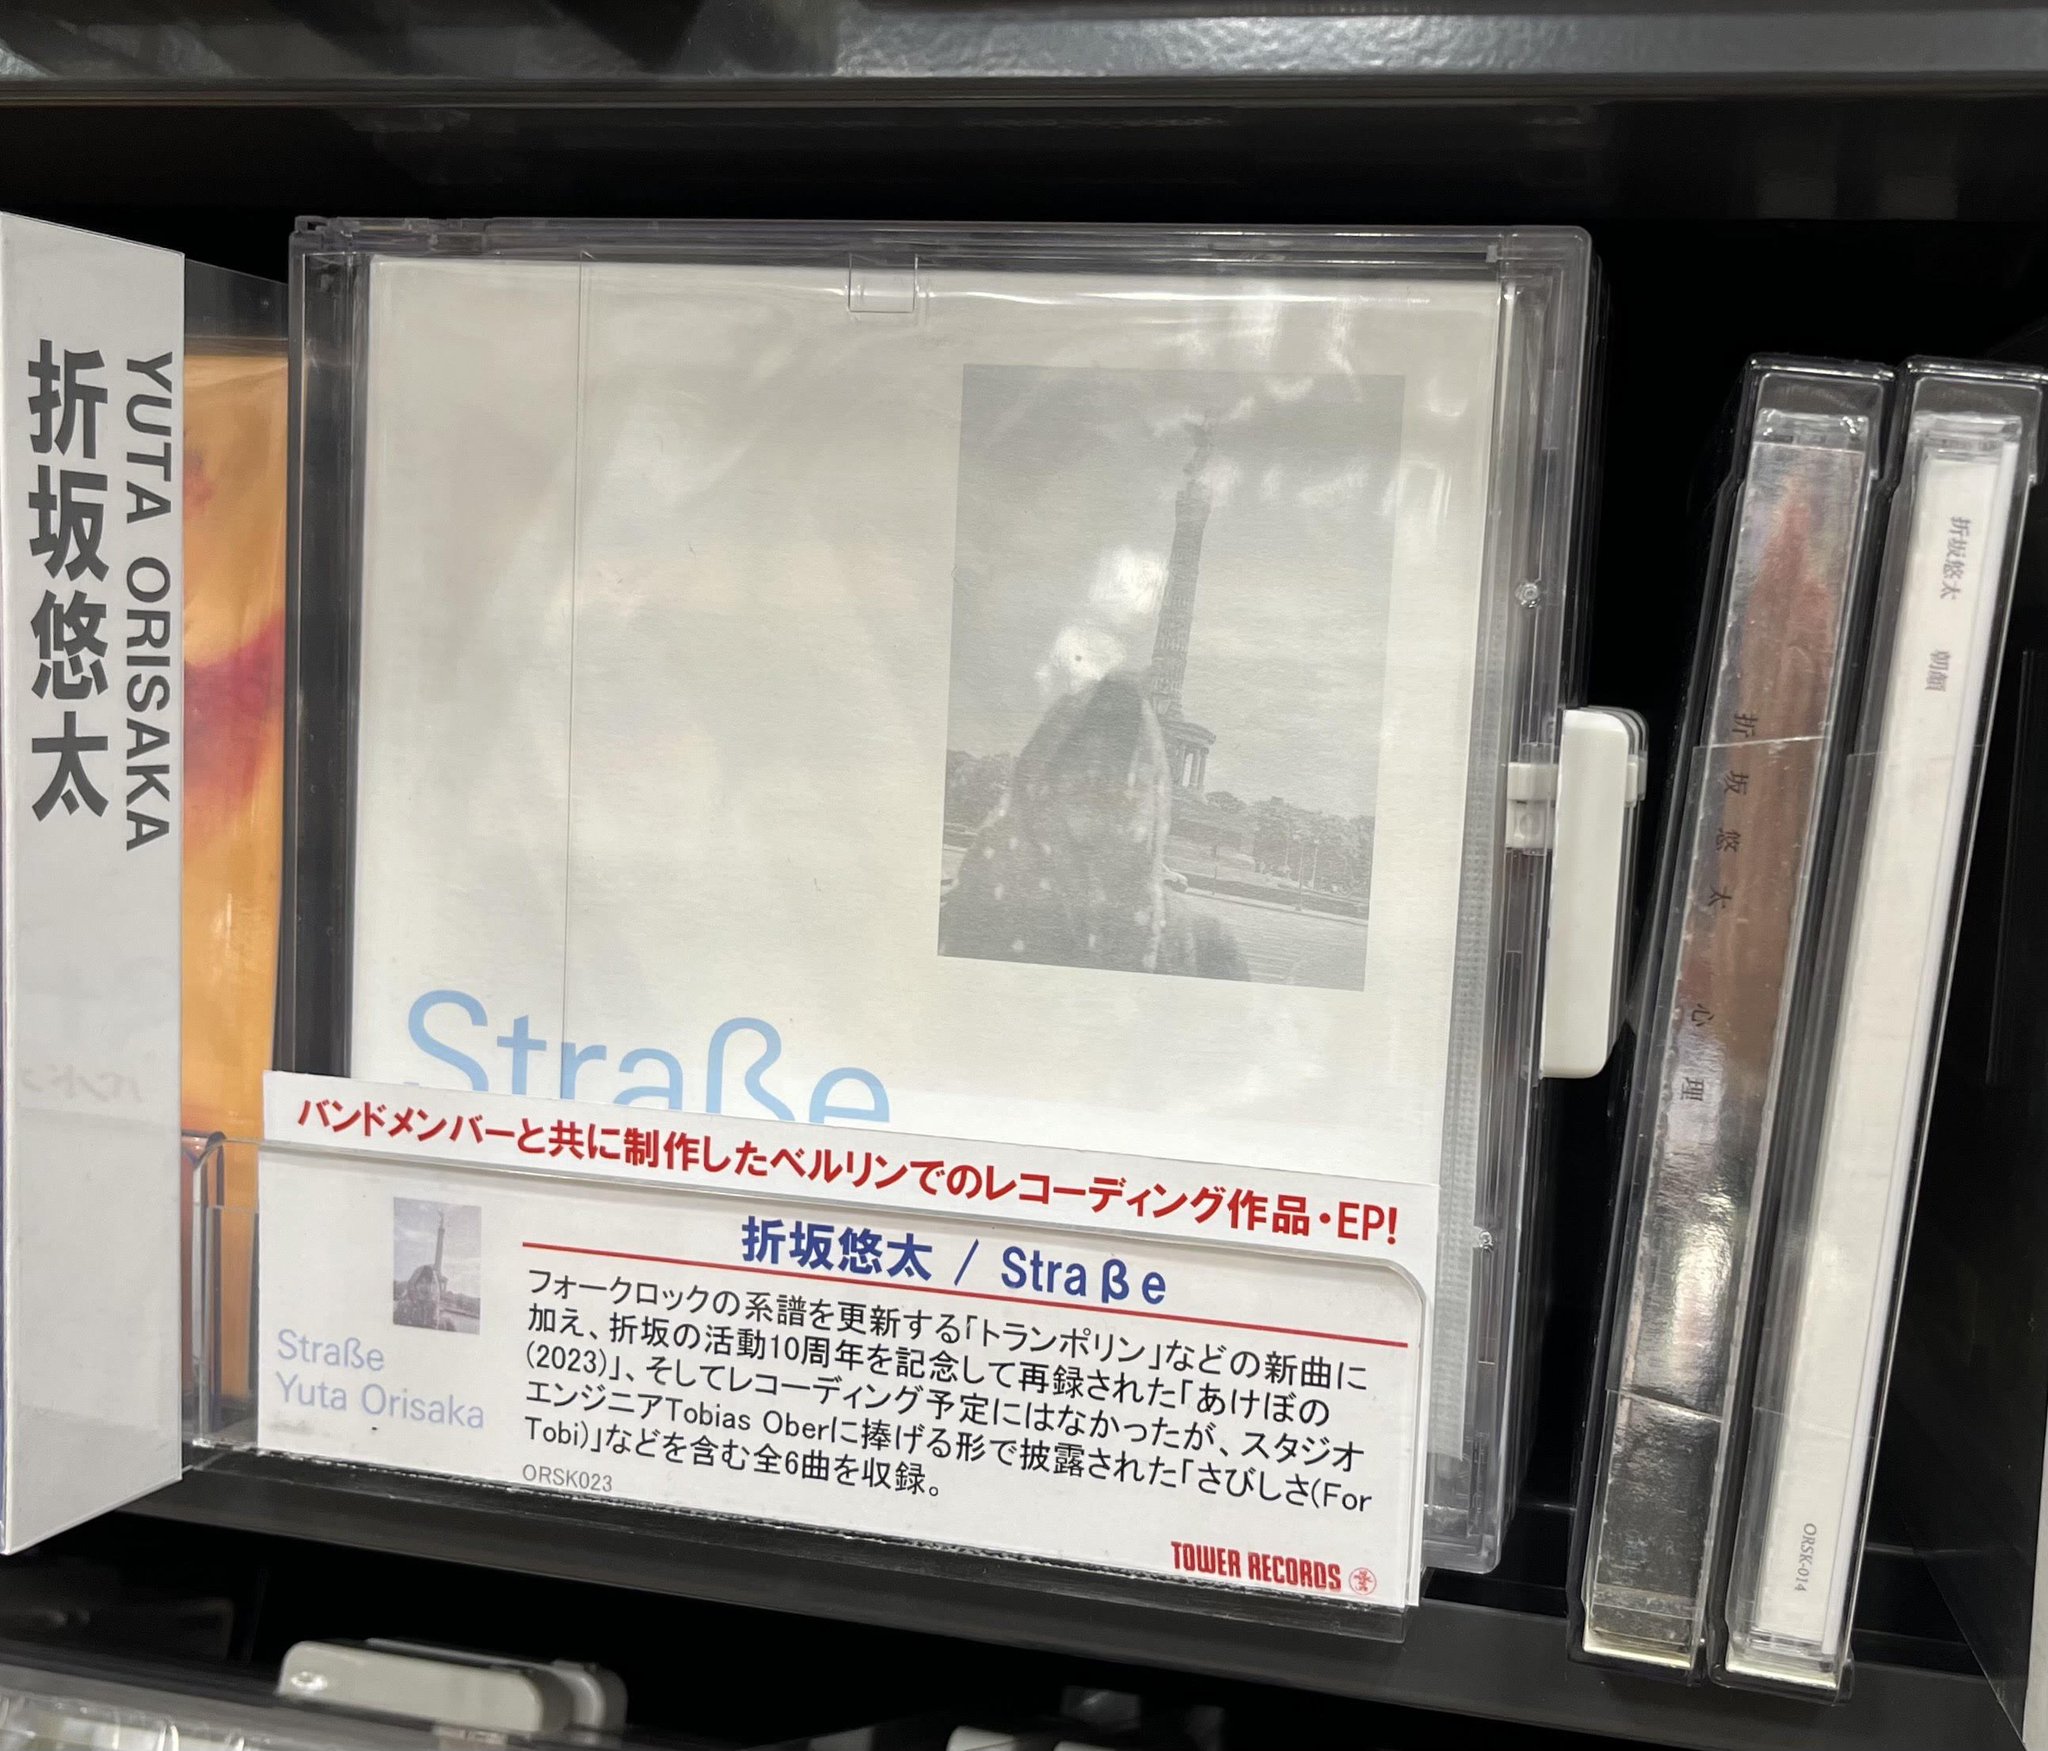 YUTA ORISAKA
折坂悠太
Straße
バンドメンバーと共に制作したベルリンでのレコーディング作品・EP!
折坂悠太 / Straβe
フォークロックの系譜を更新する「トランポリン」などの新曲に
加え、折坂の活動10周年を記念して再録された「あけぼの
(2023)」、そしてレコーディング予定にはなかったが、スタジオ
エンジニアTobias Oberに捧げる形で披露された「さびしさ(For
Tobi)」などを含む全6曲を収録。
ORSK023
Straße
Yuta Orisaka
TOWER RECORDS
折坂悠太 心理
折坂悠太 朝顔
ORSK-014